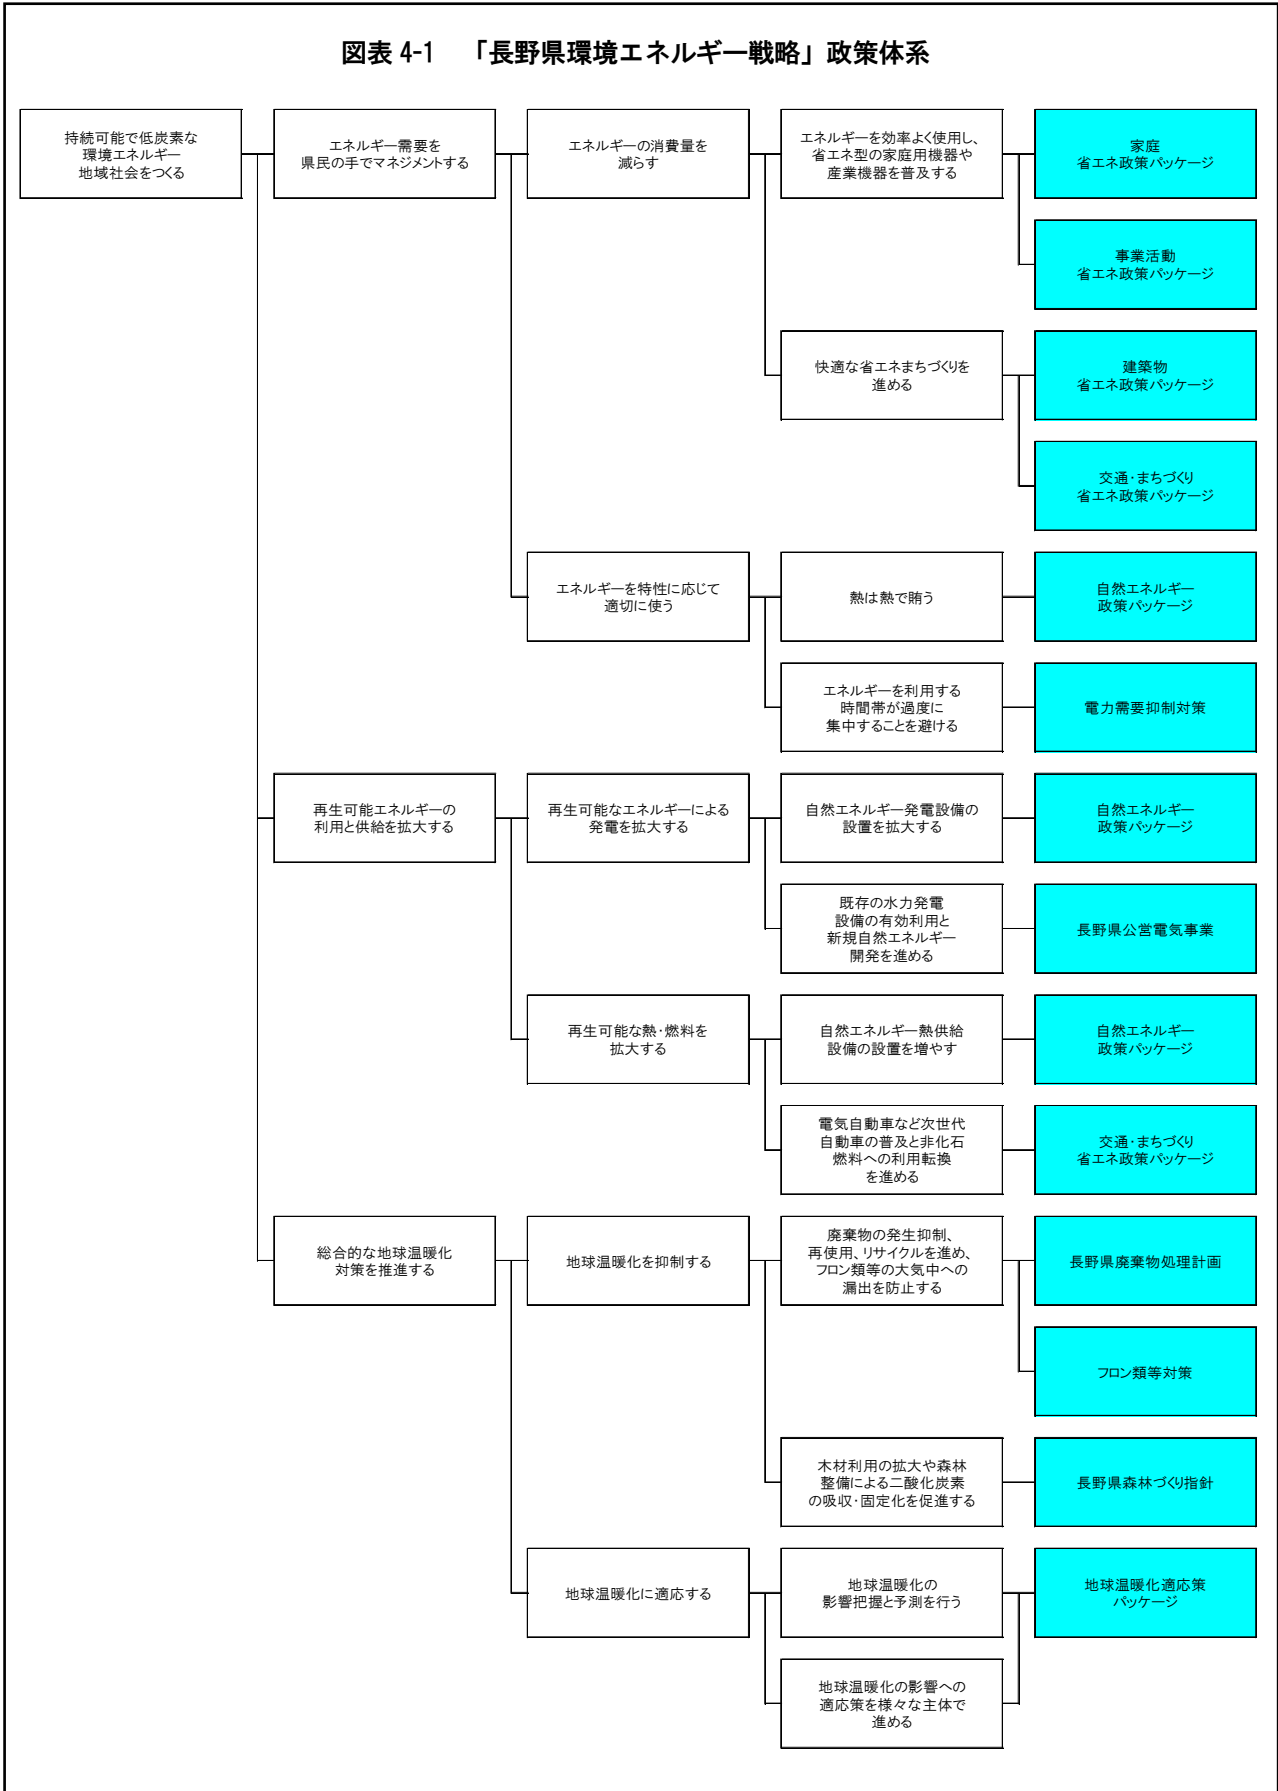 図表 4-1 「長野県環境エネルギー戦略」政策体系
持続可能で低炭素な
環境エネルギー
地域社会をつくる
エネルギー需要を
県民の手でマネジメントする
エネルギーの消費量を
減らす
エネルギーを効率よく使用し、
省エネ型の家庭用機器や
産業機器を普及する
家庭
省エネ政策パッケージ
事業活動
省エネ政策パッケージ
快適な省エネまちづくりを
進める
建築物
省エネ政策パッケージ
交通・まちづくり
省エネ政策パッケージ
エネルギーを特性に応じて
適切に使う
熱は熱で賄う
自然エネルギー
政策パッケージ
エネルギーを利用する
時間帯が過度に
集中することを避ける
電力需要抑制対策
再生可能エネルギーの
利用と供給を拡大する
再生可能なエネルギーによる
発電を拡大する
自然エネルギー発電設備の
設置を拡大する
自然エネルギー
政策パッケージ
既存の水力発電
設備の有効利用と
新規自然エネルギー
開発を進める
長野県公営電気事業
再生可能な熱・燃料を
拡大する
自然エネルギー熱供給
設備の設置を増やす
自然エネルギー
政策パッケージ
電気自動車など次世代
自動車の普及と非化石
燃料への利用転換
を進める
交通・まちづくり
省エネ政策パッケージ
総合的な地球温暖化
対策を推進する
地球温暖化を抑制する
廃棄物の発生抑制、
再使用、リサイクルを進め、
フロン類等の大気中への
漏出を防止する
長野県廃棄物処理計画
フロン類等対策
木材利用の拡大や森林
整備による二酸化炭素
の吸収・固定化を促進する
長野県森林づくり指針
地球温暖化に適応する
地球温暖化の
影響把握と予測を行う
地球温暖化適応策
パッケージ
地球温暖化の影響への
適応策を様々な主体で
進める